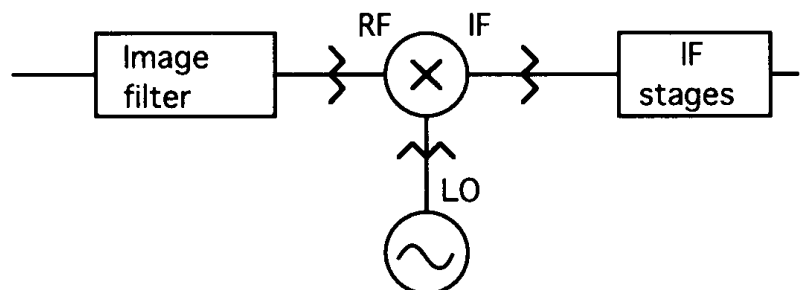 RF IF
Image
filter
IF
stages
LO